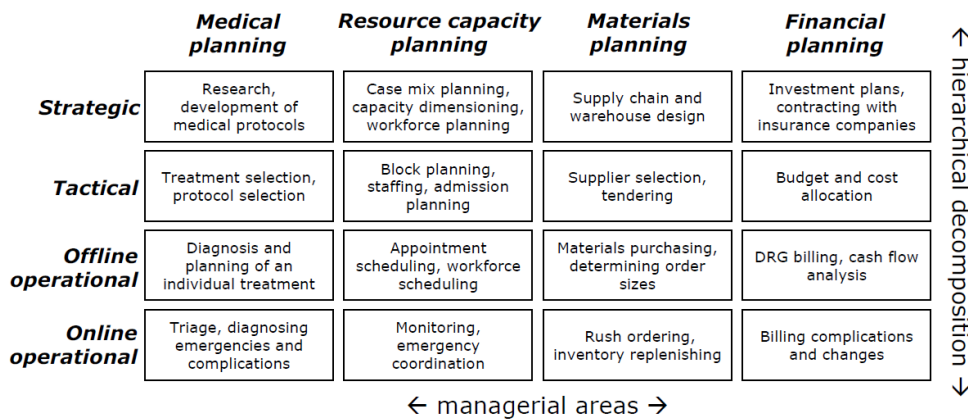 Medical planning
Resource capacity planning
Materials planning
Financial planning
Strategic
Research,
development of
medical protocols
Case mix planning,
capacity dimensioning,
workforce planning
Supply chain and
warehouse design
Investment plans,
contracting with
insurance companies
Tactical
Treatment selection,
protocol selection
Block planning,
staffing, admission
planning
Supplier selection,
tendering
Budget and cost
allocation
Offline
operational
Diagnosis and
planning of an
individual treatment
Appointment
scheduling, workforce
scheduling
Materials purchasing,
determining order
sizes
DRG billing, cash flow
analysis
Online
operational
Triage, diagnosing
emergencies and
complications
Monitoring,
emergency
coordination
Rush ordering,
inventory replenishing
Billing complications
and changes
← managerial areas →
← hierarchical decomposition →